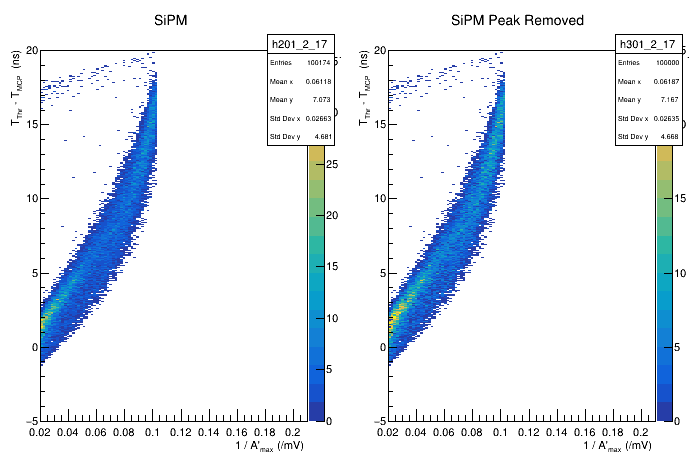 SiPM
SiPM Peak Removed
h201_2_17
Entries 100174
Mean x 0.06118
Mean y 7.073
Std Dev x 0.02663
Std Dev y 4.681
h301_2_17
Entries 100000
Mean x 0.06187
Mean y 7.167
Std Dev x 0.02635
Std Dev y 4.668
T_Thr - T_MCP (ns)
20
15
10
5
0
−5
0.02 0.04 0.06 0.08 0.1 0.12 0.14 0.16 0.18 0.2
1 / A'_max (/mV)
25
20
15
10
5
0
T_Thr - T_MCP (ns)
20
15
10
5
0
−5
0.02 0.04 0.06 0.08 0.1 0.12 0.14 0.16 0.18 0.2
1 / A'_max (/mV)
15
10
5
0